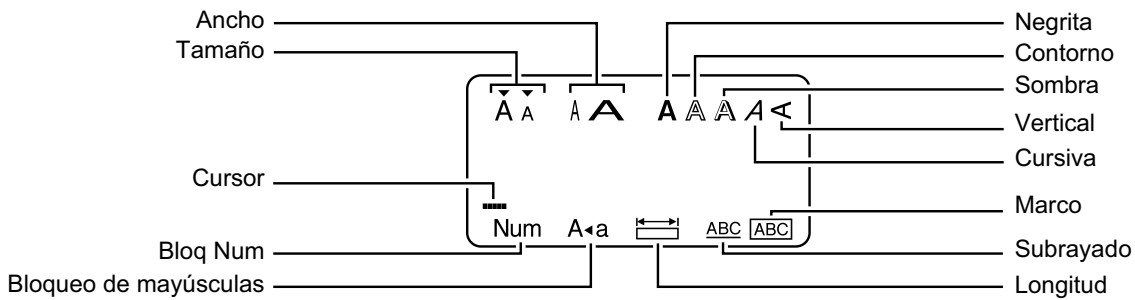 Ancho
Tamaño
Negrita
Contorno
Sombra
Vertical
Cursiva
A A A A A A A A A
Cursor
Marco
Num A◂a ABC ABC
Bloq Num
Subrayado
Bloqueo de mayúsculas
Longitud